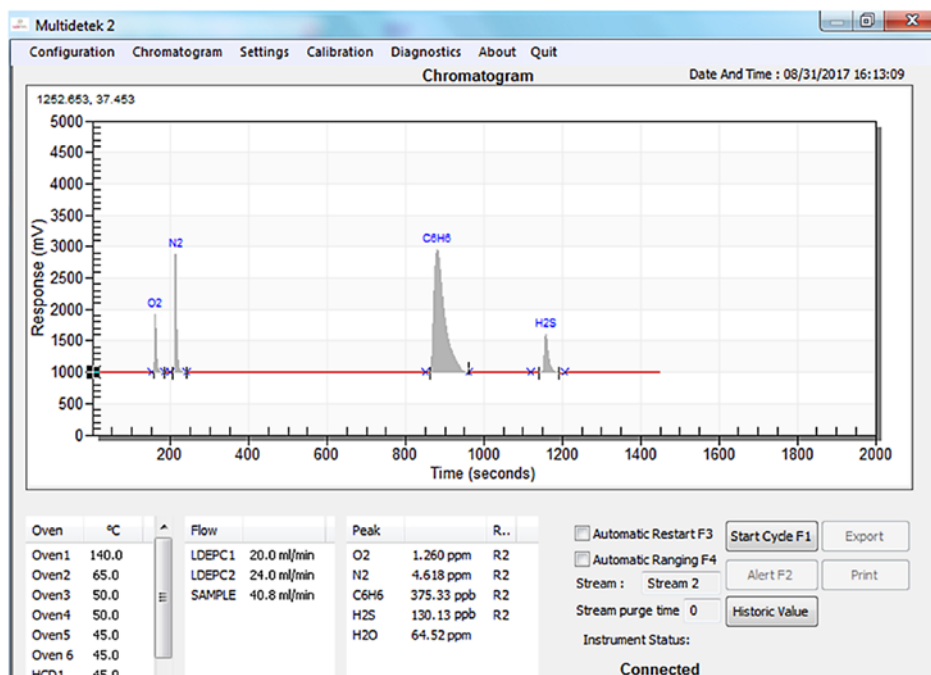 Multidetek 2
Configuration Chromatogram Settings Calibration Diagnostics About Quit
Chromatogram Date And Time : 08/31/2017 16:13:09
1252.653, 37.453
5000
4500
4000
3500
3000
2500
2000
1500
1000
500
0
Response (mV)
O2
N2
C6H6
H2S
200 400 600 800 1000 1200 1400 1600 1800 2000
Time (seconds)
Oven ºC
Oven1 140.0
Oven2 65.0
Oven3 50.0
Oven4 50.0
Oven5 45.0
Oven 6 45.0
HCD1 45.0
Flow
LDEPC1 20.0 ml/min
LDEPC2 24.0 ml/min
SAMPLE 40.8 ml/min
Peak R..
O2 1.260 ppm R2
N2 4.618 ppm R2
C6H6 375.33 ppb R2
H2S 130.13 ppb R2
H2O 64.52 ppm
Automatic Restart F3
Automatic Ranging F4
Stream : Stream 2
Stream purge time 0
Instrument Status:
Connected
Start Cycle F1 Export
Alert F2 Print
Historic Value